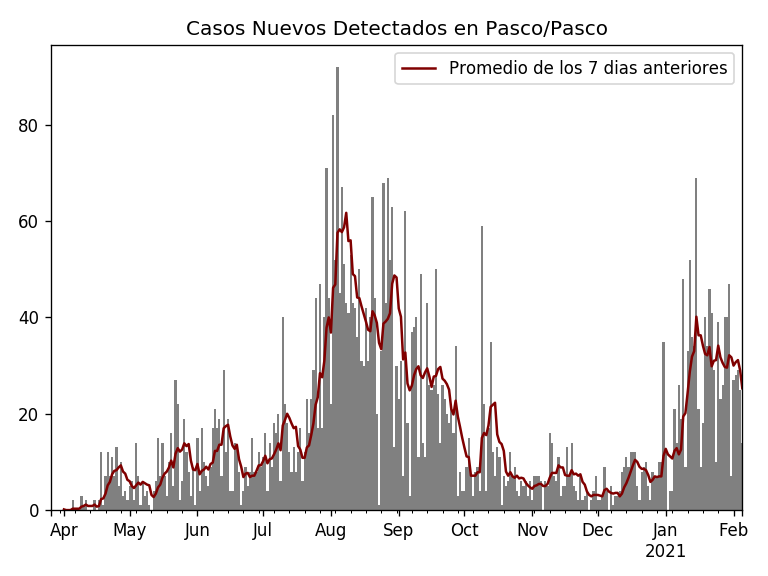 Casos Nuevos Detectados en Pasco/Pasco
Promedio de los 7 dias anteriores
80
60
40
20
0
Apr May Jun Jul Aug Sep Oct Nov Dec Jan Feb
2021